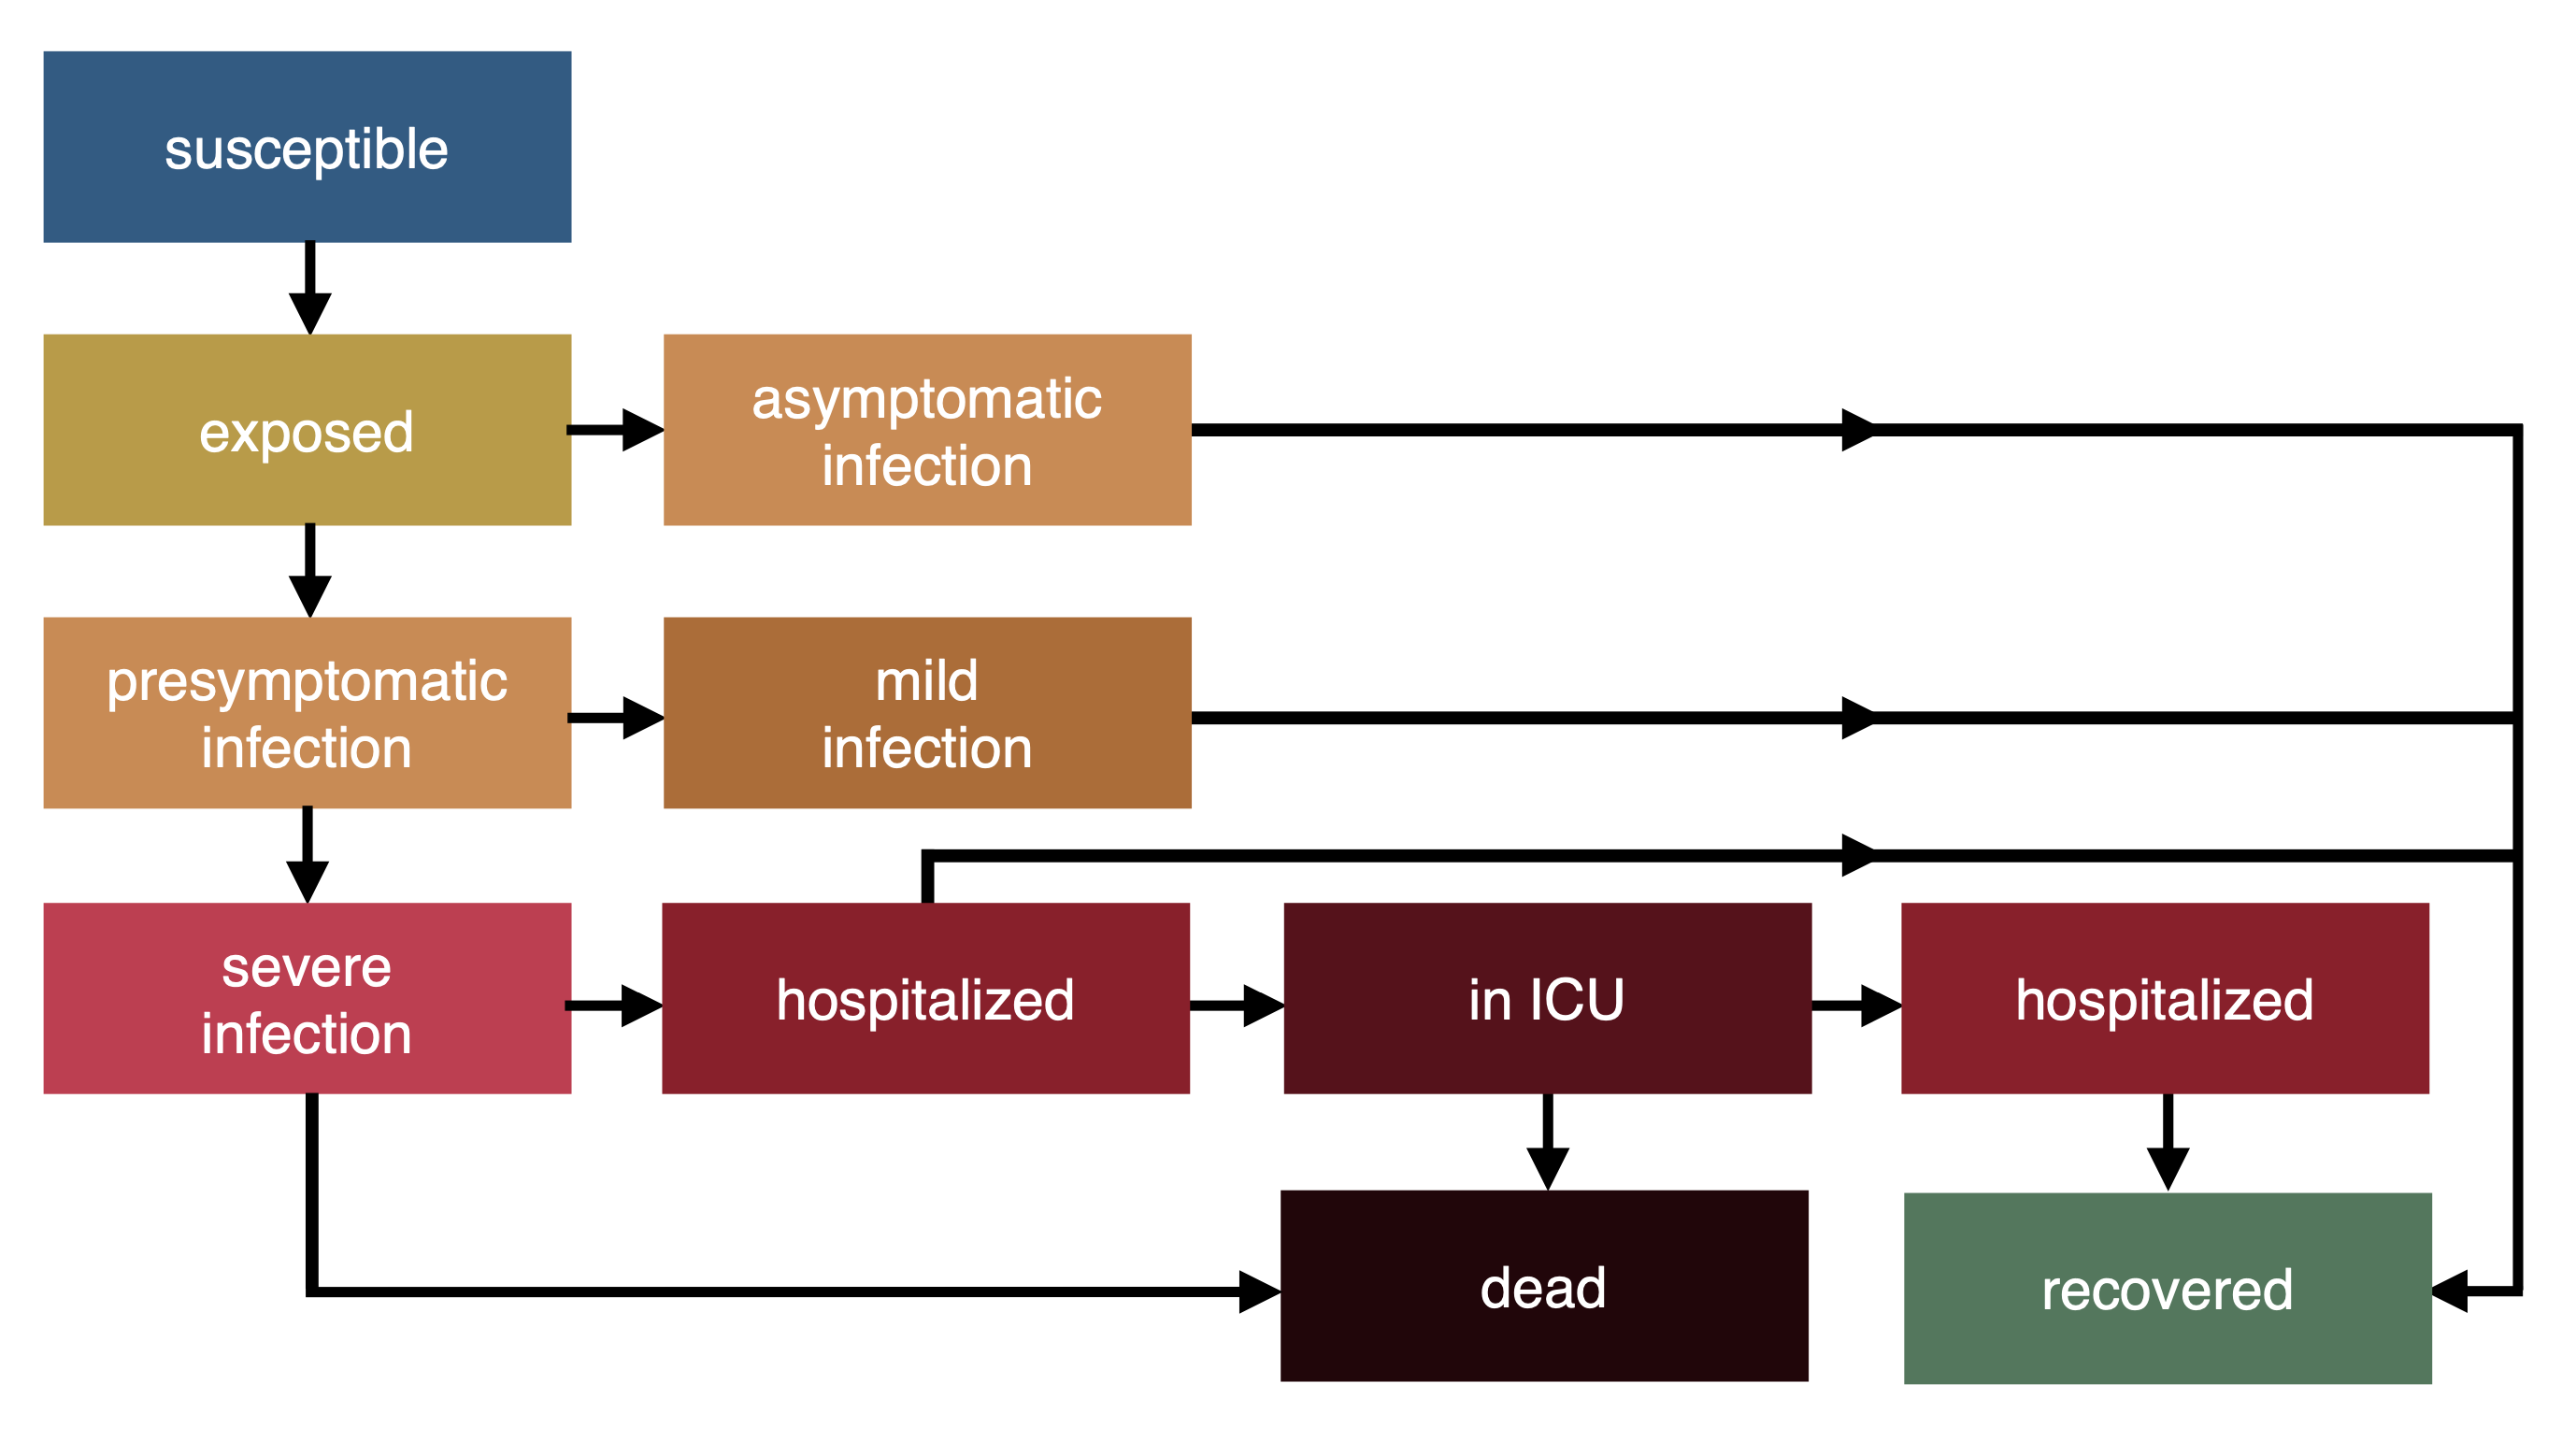 susceptible
exposed
asymptomatic
infection
presymptomatic
infection
mild
infection
severe
infection
hospitalized
in ICU
hospitalized
dead
recovered